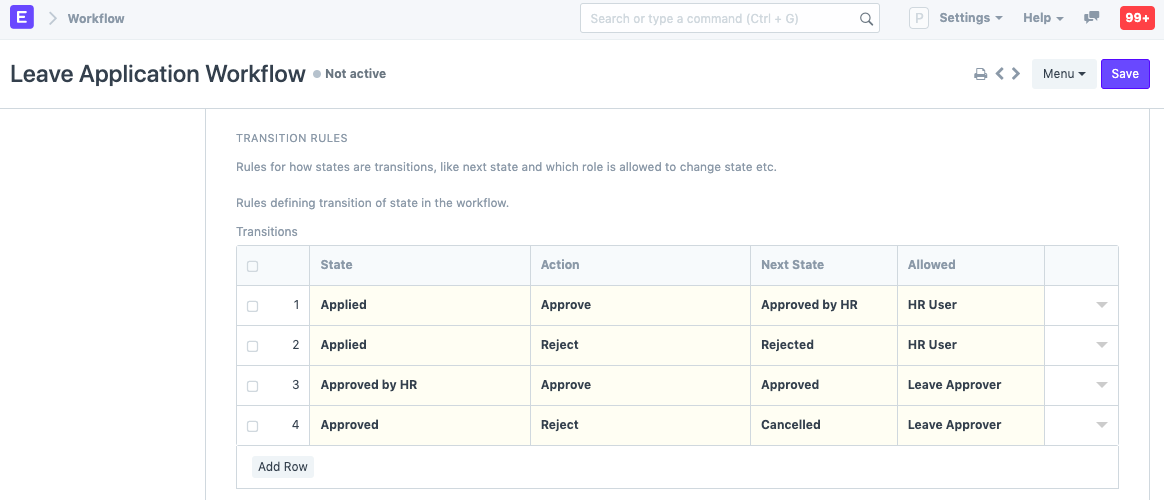 E Workflow Search or type a command (Ctrl + G) P Settings Help 99+
Leave Application Workflow Not active Menu Save
TRANSITION RULES
Rules for how states are transitions, like next state and which role is allowed to change state etc.
Rules defining transition of state in the workflow.
Transitions
State Action Next State Allowed
1 Applied Approve Approved by HR HR User
2 Applied Reject Rejected HR User
3 Approved by HR Approve Approved Leave Approver
4 Approved Reject Cancelled Leave Approver
Add Row